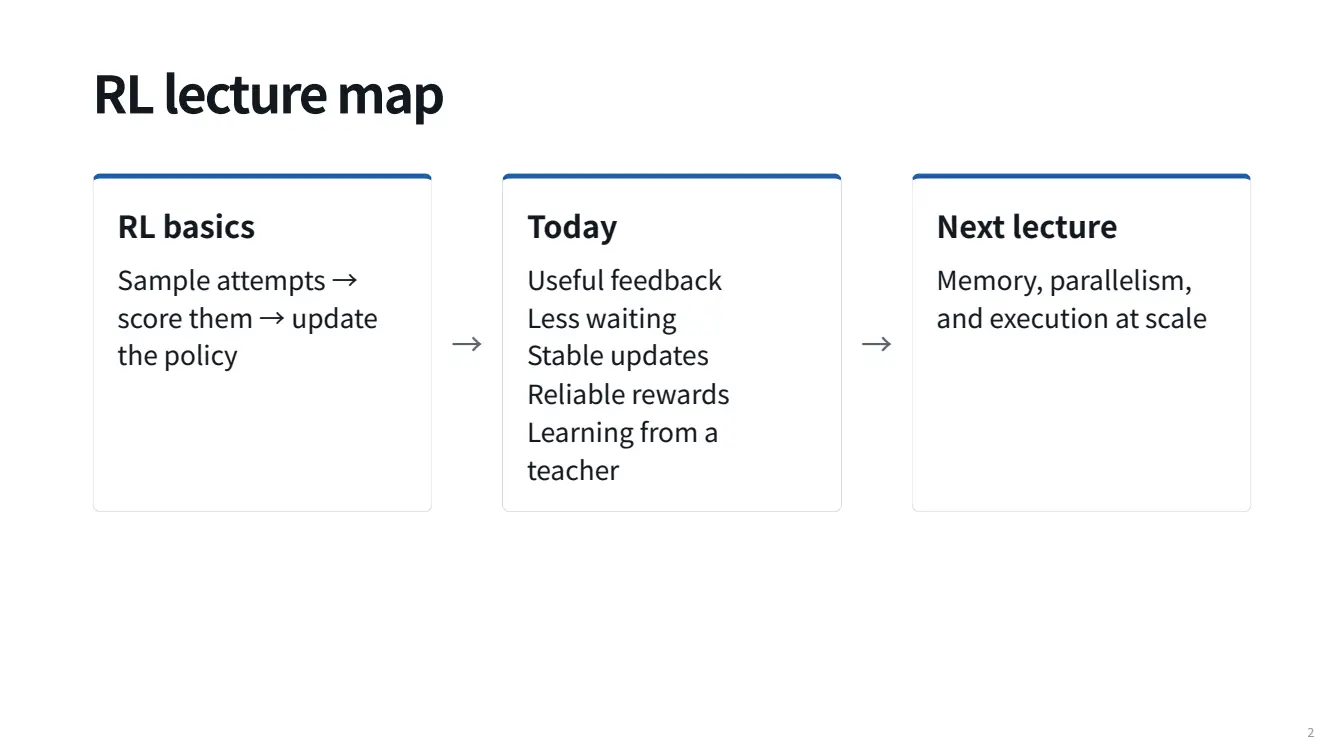 RL lecture map
RL basics
Sample attempts →
score them → update
the policy
→
Today
Useful feedback
Less waiting
Stable updates
Reliable rewards
Learning from a
teacher
→
Next lecture
Memory, parallelism,
and execution at scale
2